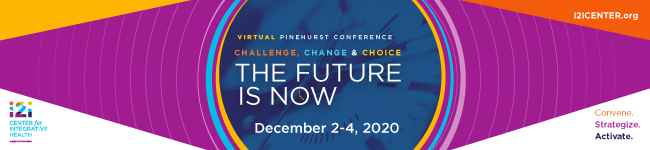 i2iCENTER.org
VIRTUAL PINEHURST CONFERENCE
CHALLENGE, CHANGE & CHOICE
THE FUTURE
IS NOW
December 2-4, 2020
i2i
CENTER for
INTEGRATIVE
HEALTH
Convene.
Strategize.
Activate.